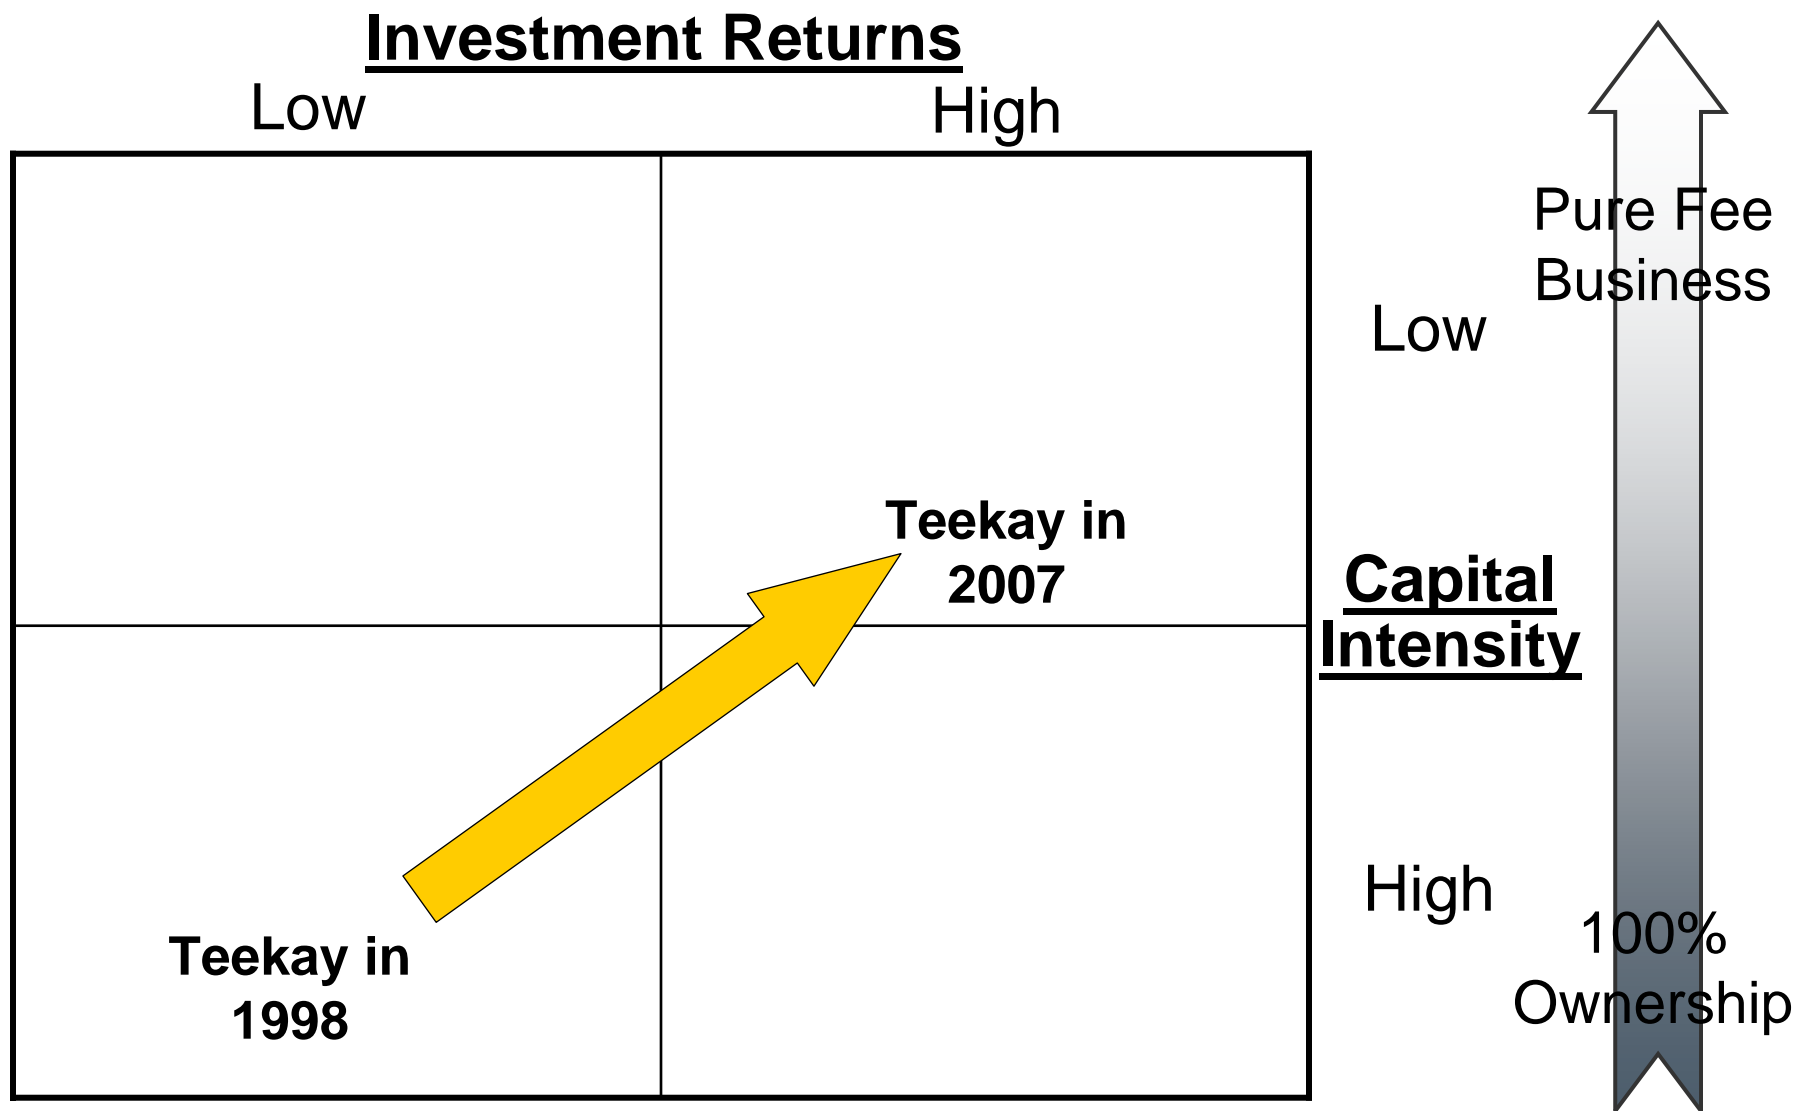 Investment Returns
Low
High
Pure Fee
Business
Low
Teekay in
2007
Capital
Intensity
High
100%
Ownership
Teekay in
1998